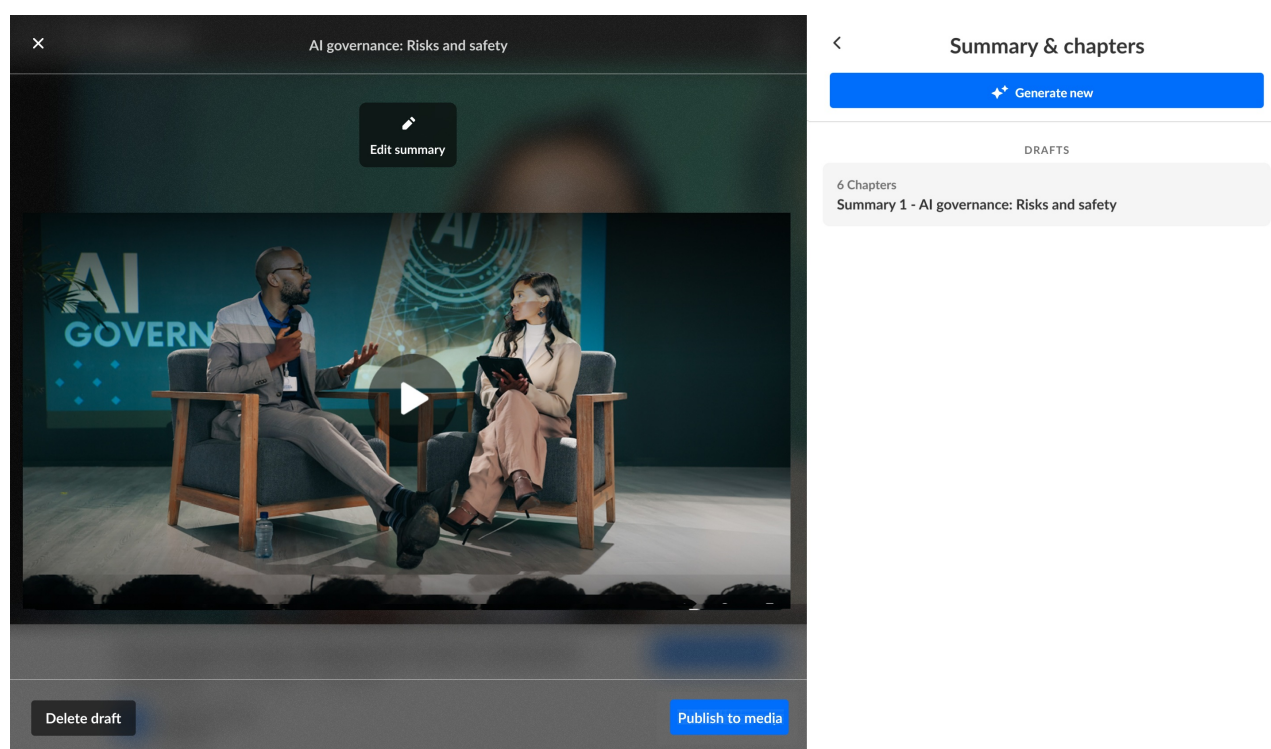 AI governance: Risks and safety
Edit summary
AI
AI
GOVERN
Delete draft
Publish to media
Summary & chapters
Generate new
DRAFTS
6 Chapters
Summary 1 - AI governance: Risks and safety